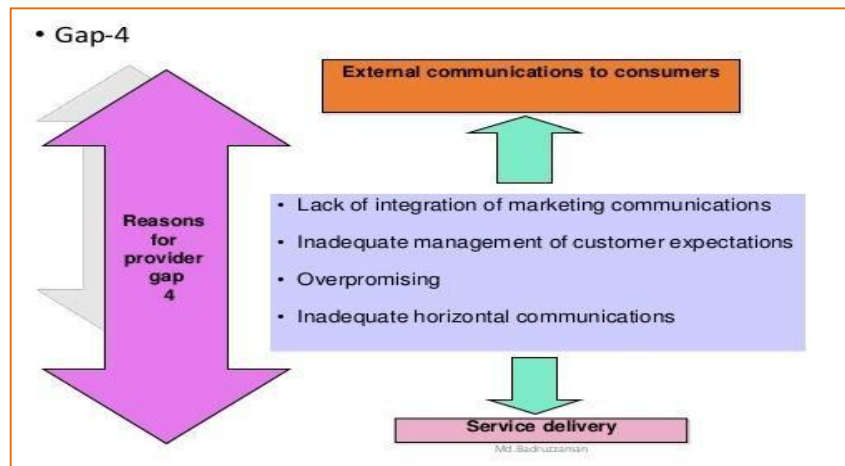 • Gap-4
External communications to consumers
Reasons
for
provider
gap
4
• Lack of integration of marketing communications
• Inadequate management of customer expectations
• Overpromising
• Inadequate horizontal communications
Service delivery
Md.Badruzzaman